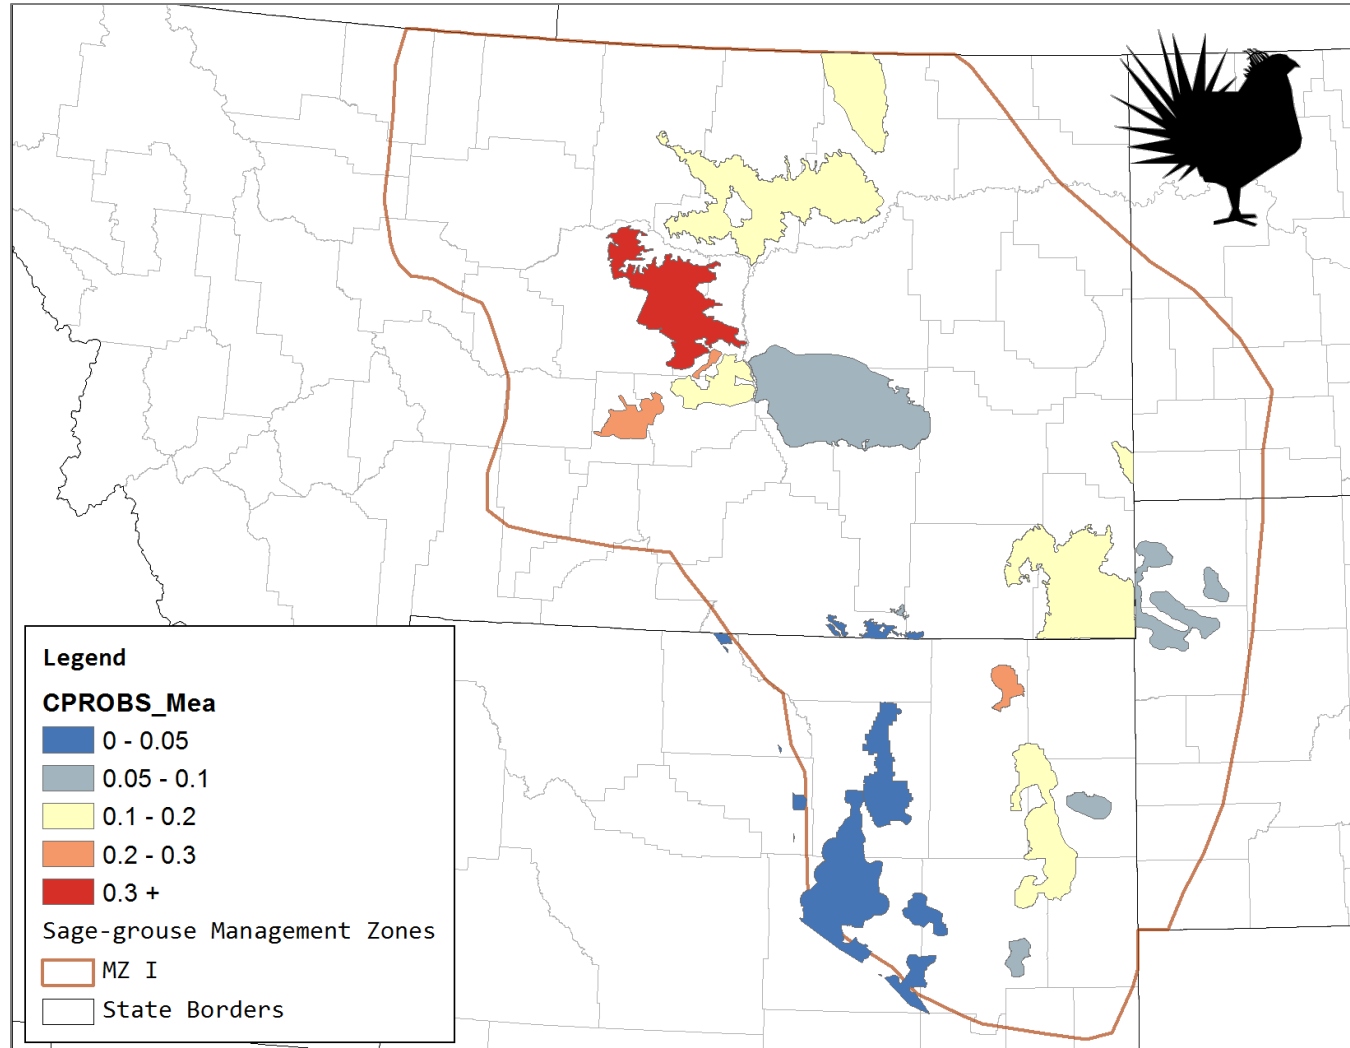 Legend
CPROBS_Mea
0 - 0.05
0.05 - 0.1
0.1 - 0.2
0.2 - 0.3
0.3 +
Sage-grouse Management Zones
MZ I
State Borders